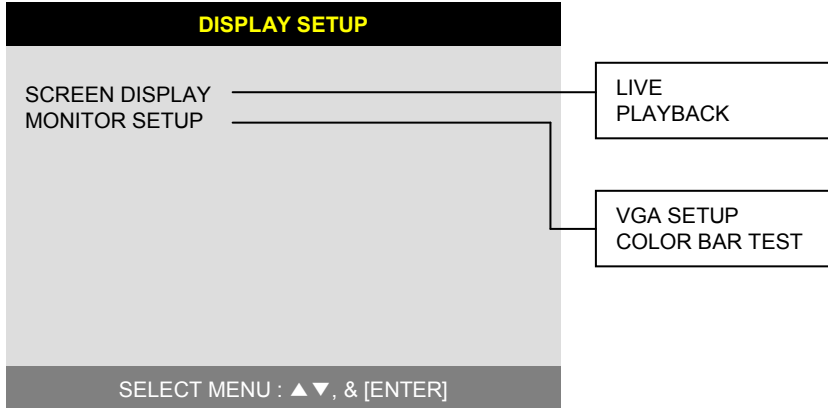 DISPLAY SETUP
SCREEN DISPLAY
MONITOR SETUP
LIVE
PLAYBACK
VGA SETUP
COLOR BAR TEST
SELECT MENU : ▲▼, & [ENTER]